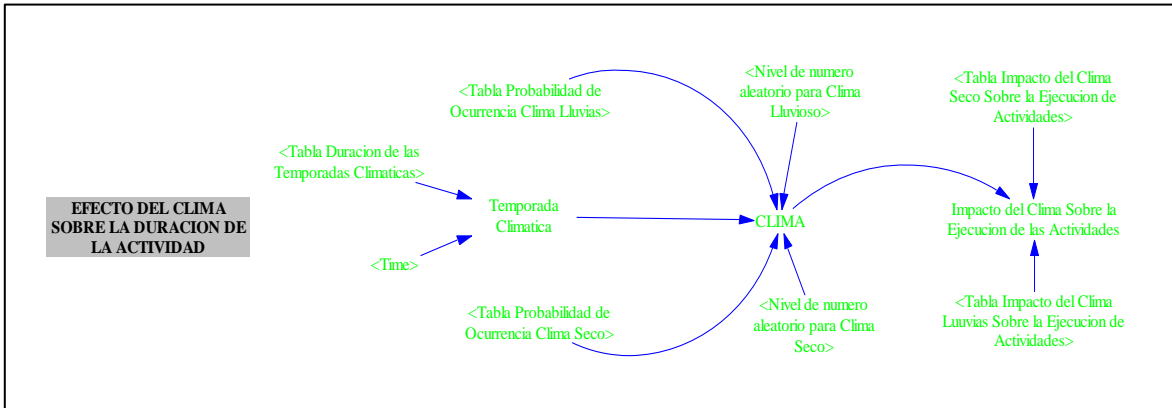 <Tabla Probabilidad de
Ocurrencia Clima Lluvias>
<Nivel de numero
aleatorio para Clima
Lluvioso>
<Tabla Impacto del Clima
Seco Sobre la Ejecucion de
Actividades>
<Tabla Duracion de las
Temporadas Climaticas>
EFECTO DEL CLIMA
SOBRE LA DURACION DE
LA ACTIVIDAD
Temporada
Climatica
CLIMA
Impacto del Clima Sobre la
Ejecucion de las Actividades
<Time>
<Tabla Probabilidad de
Ocurrencia Clima Seco>
<Nivel de numero
aleatorio para Clima
Seco>
<Tabla Impacto del Clima
Luuvias Sobre la Ejecucion de
Actividades>